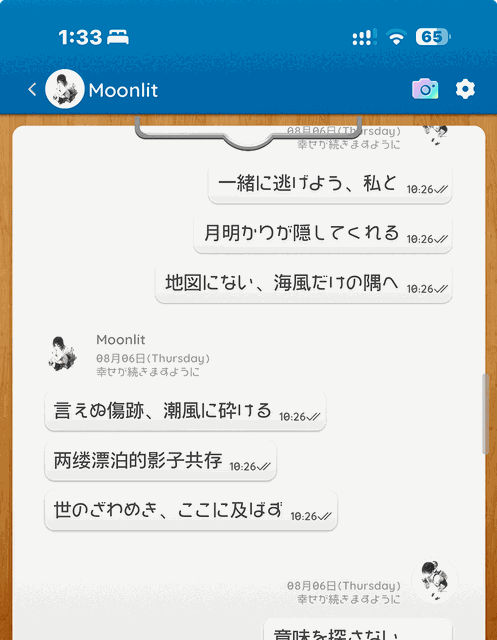 1:33
65
Moonlit
08月06日(Thursday)
幸せが続きますように
一緒に逃げよう、私と 10:26
月明かりが隠してくれる 10:26
地図にない、海風だけの隅へ 10:26
Moonlit
08月06日(Thursday)
幸せが続きますように
言えぬ傷跡、潮風に砕ける 10:26
两缕漂泊的影子共存 10:26
世のざわめき、ここに及ばず 10:26
08月06日(Thursday)
幸せが続きますように
意味を探さない